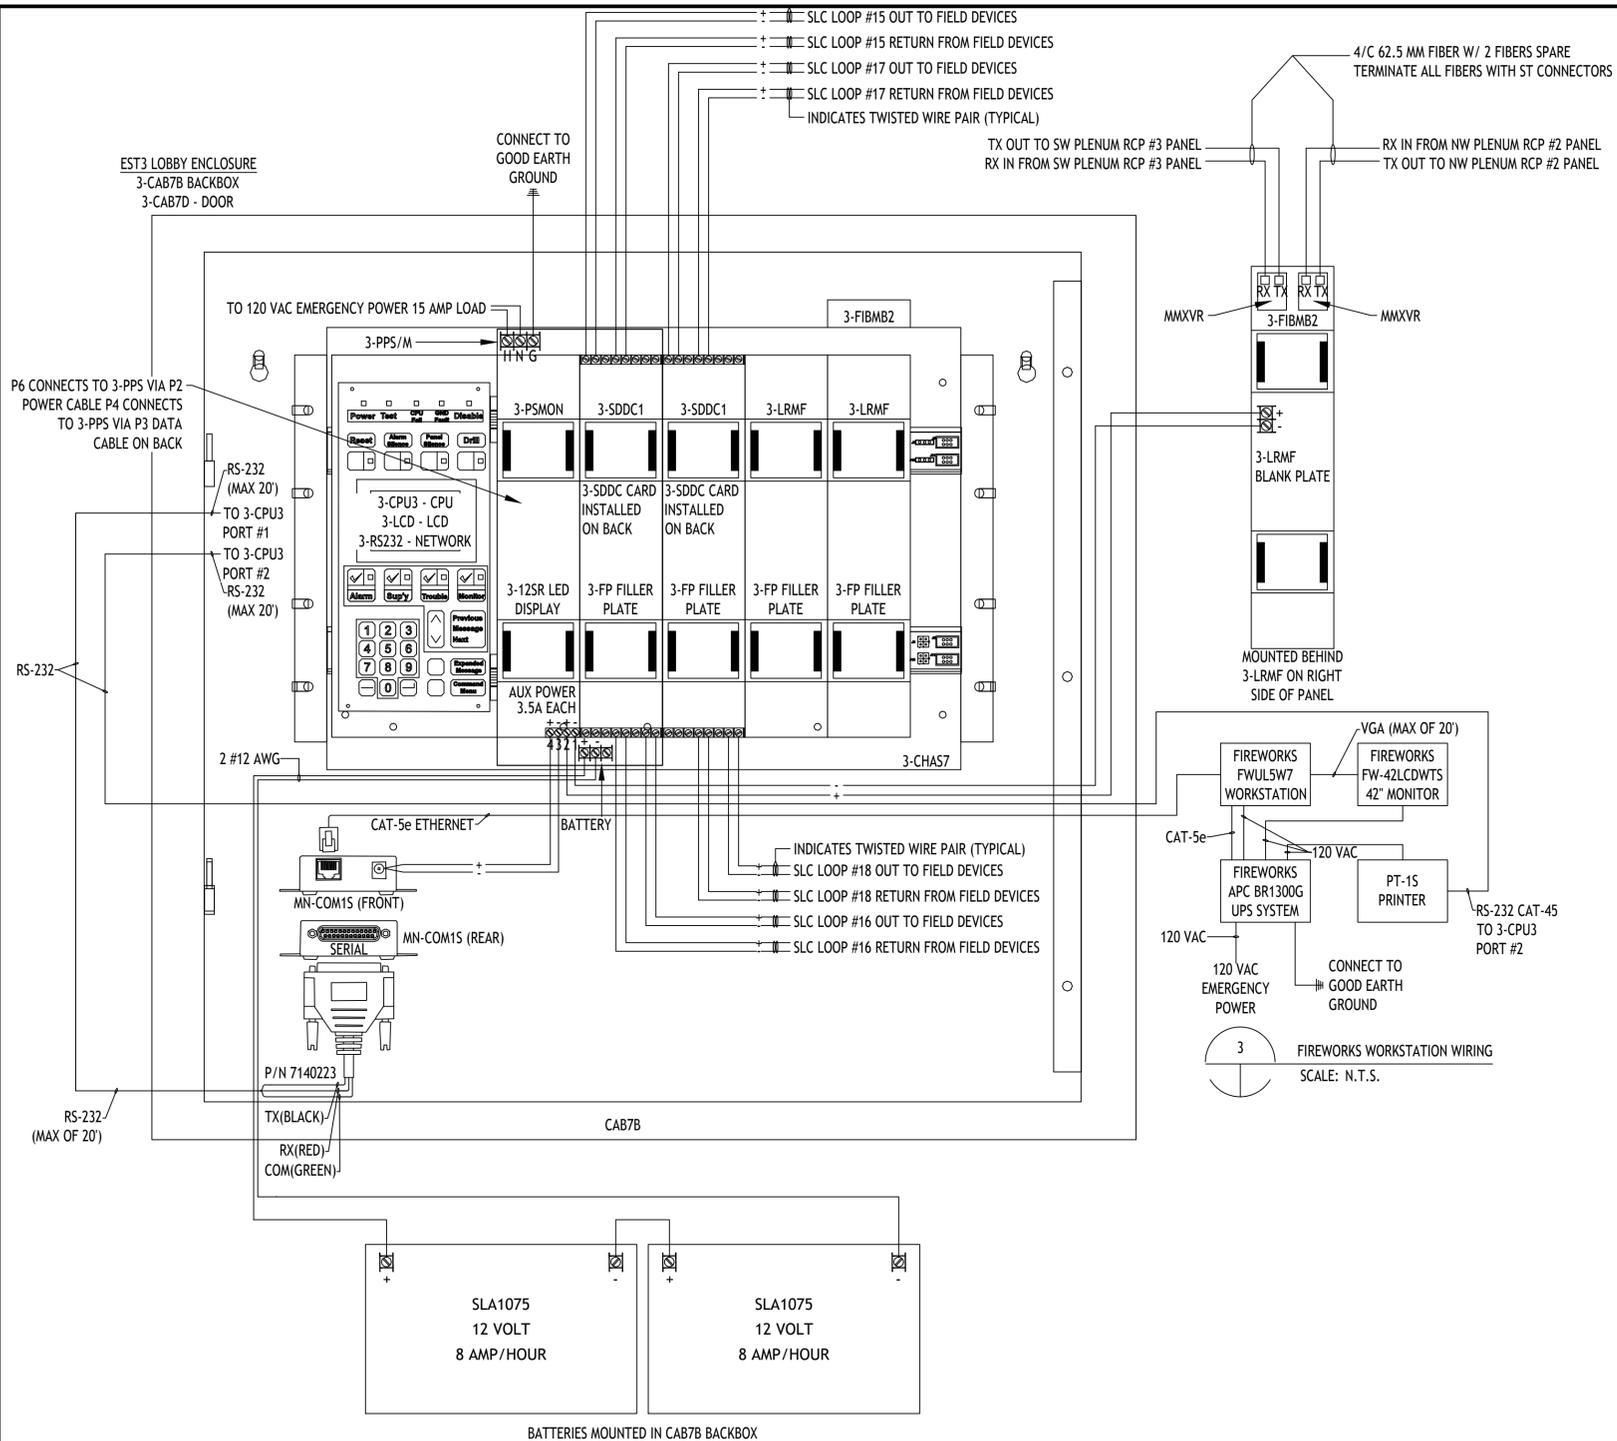 SLC LOOP #15 OUT TO FIELD DEVICES
SLC LOOP #15 RETURN FROM FIELD DEVICES
SLC LOOP #17 OUT TO FIELD DEVICES
SLC LOOP #17 RETURN FROM FIELD DEVICES
INDICATES TWISTED WIRE PAIR (TYPICAL)
4/C 62.5 MM FIBER W/ 2 FIBERS SPARE
TERMINATE ALL FIBERS WITH ST CONNECTORS
TX OUT TO SW PLENUM RCP #3 PANEL
RX IN FROM SW PLENUM RCP #3 PANEL
RX IN FROM NW PLENUM RCP #2 PANEL
TX OUT TO NW PLENUM RCP #2 PANEL
CONNECT TO
GOOD EARTH
GROUND
EST3 LOBBY ENCLOSURE
3-CAB7B BACKBOX
3-CAB7D - DOOR
TO 120 VAC EMERGENCY POWER 15 AMP LOAD
3-PPS/M
H N G
3-FIBMB2
RX TX RX TX
MMXVR
MMXVR
3-FIBMB2
+
-
3-LRMF
BLANK PLATE
MOUNTED BEHIND
3-LRMF ON RIGHT
SIDE OF PANEL
P6 CONNECTS TO 3-PPS VIA P2
POWER CABLE P4 CONNECTS
TO 3-PPS VIA P3 DATA
CABLE ON BACK
RS-232
(MAX 20')
TO 3-CPU3
PORT #1
TO 3-CPU3
PORT #2
RS-232
(MAX 20')
RS-232
Power Test CPU Fail GND Fault Disable
Reset Alarm Silence Panel Silence Drill
3-CPU3 - CPU
3-LCD - LCD
3-RS232 - NETWORK
Alarm Sup'y Trouble Monitor
1 2 3
4 5 6
7 8 9
0
Previous
Message
Next
Expanded
Message
Command
Menu
3-PSMON
3-SDDC1
3-SDDC1
3-LRMF
3-LRMF
3-SDDC CARD
INSTALLED
ON BACK
3-SDDC CARD
INSTALLED
ON BACK
3-12SR LED
DISPLAY
3-FP FILLER
PLATE
3-FP FILLER
PLATE
3-FP FILLER
PLATE
3-FP FILLER
PLATE
AUX POWER
3.5A EACH
+-+-
4321
+ -
3-CHAS7
2 #12 AWG
CAT-5e ETHERNET
BATTERY
-
+
INDICATES TWISTED WIRE PAIR (TYPICAL)
SLC LOOP #18 OUT TO FIELD DEVICES
SLC LOOP #18 RETURN FROM FIELD DEVICES
SLC LOOP #16 OUT TO FIELD DEVICES
SLC LOOP #16 RETURN FROM FIELD DEVICES
+
-
MN-COM1S (FRONT)
MN-COM1S (REAR)
SERIAL
P/N 7140223
TX(BLACK)
RX(RED)
COM(GREEN)
RS-232
(MAX OF 20')
CAB7B
VGA (MAX OF 20')
FIREWORKS
FWUL5W7
WORKSTATION
FIREWORKS
FW-42LCDWTS
42" MONITOR
CAT-5e
120 VAC
FIREWORKS
APC BR1300G
UPS SYSTEM
PT-1S
PRINTER
RS-232 CAT-45
TO 3-CPU3
PORT #2
120 VAC
120 VAC
EMERGENCY
POWER
CONNECT TO
GOOD EARTH
GROUND
3
FIREWORKS WORKSTATION WIRING
SCALE: N.T.S.
+ - + -
SLA1075
12 VOLT
8 AMP/HOUR
SLA1075
12 VOLT
8 AMP/HOUR
BATTERIES MOUNTED IN CAB7B BACKBOX